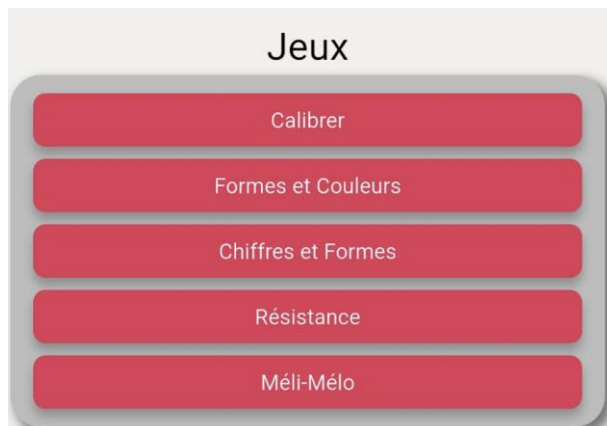 Jeux
Calibrer
Formes et Couleurs
Chiffres et Formes
Résistance
Méli-Mélo